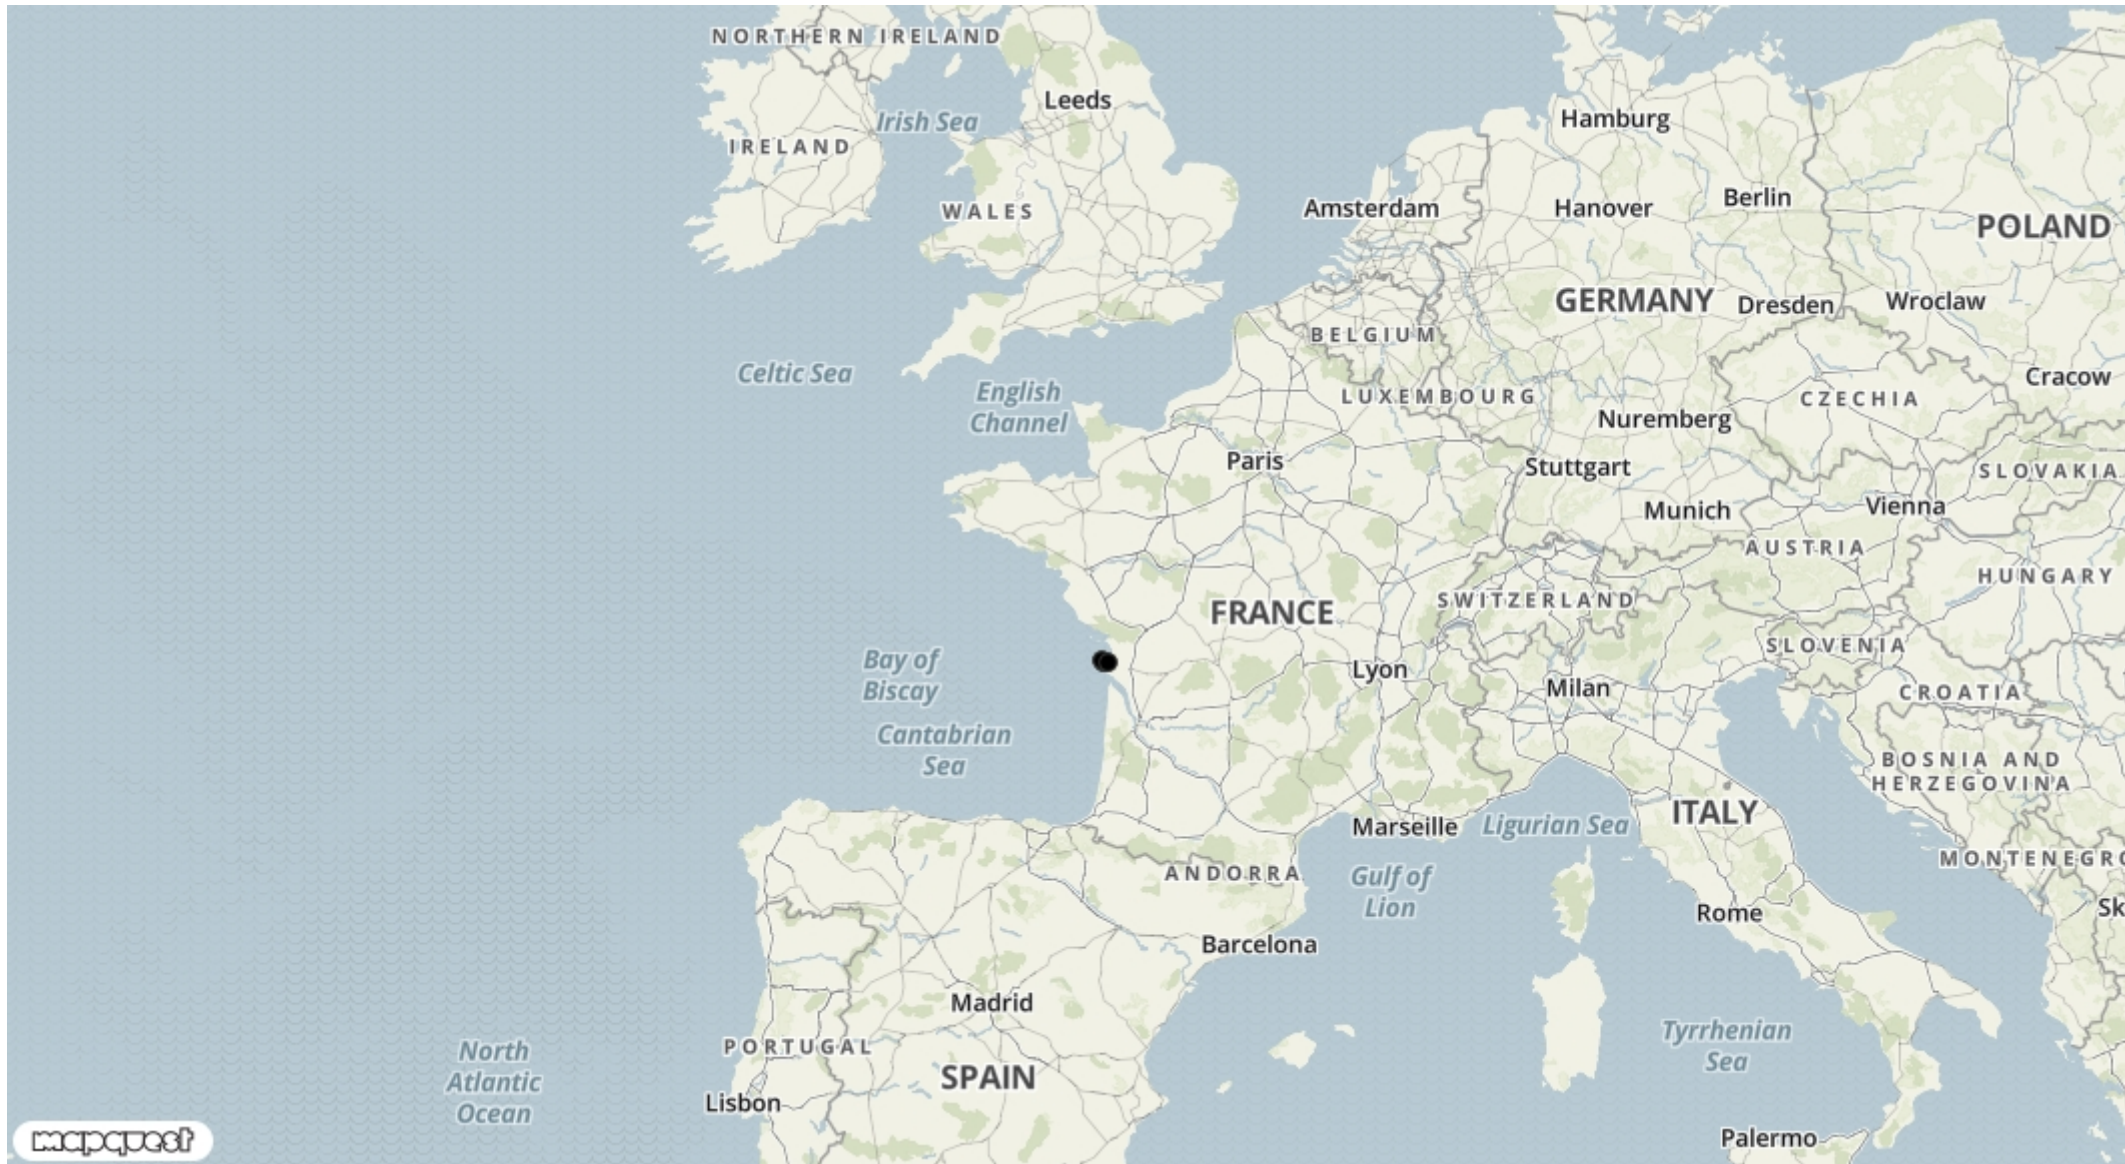 NORTHERN IRELAND
Leeds
Hamburg
Irish Sea
IRELAND
Berlin
Amsterdam
Hanover
WALES
POLAND
GERMANY
Dresden
Wroclaw
BELGIUM
Celtic Sea
Cracow
English
Channel
LUXEMBOURG
CZECHIA
Nuremberg
Paris
Stuttgart
SLOVAKIA
Munich
Vienna
AUSTRIA
HUNGARY
SWITZERLAND
FRANCE
SLOVENIA
Bay of
Biscay
Lyon
Milan
CROATIA
Cantabrian
Sea
BOSNIA AND
HERZEGOVINA
ITALY
Marseille
Ligurian Sea
MONTENEGRO
ANDORRA
Gulf of
Lion
Sk
Rome
Barcelona
Madrid
Tyrrhenian
Sea
PORTUGAL
North
Atlantic
Ocean
SPAIN
Lisbon
mapquest
Palermo